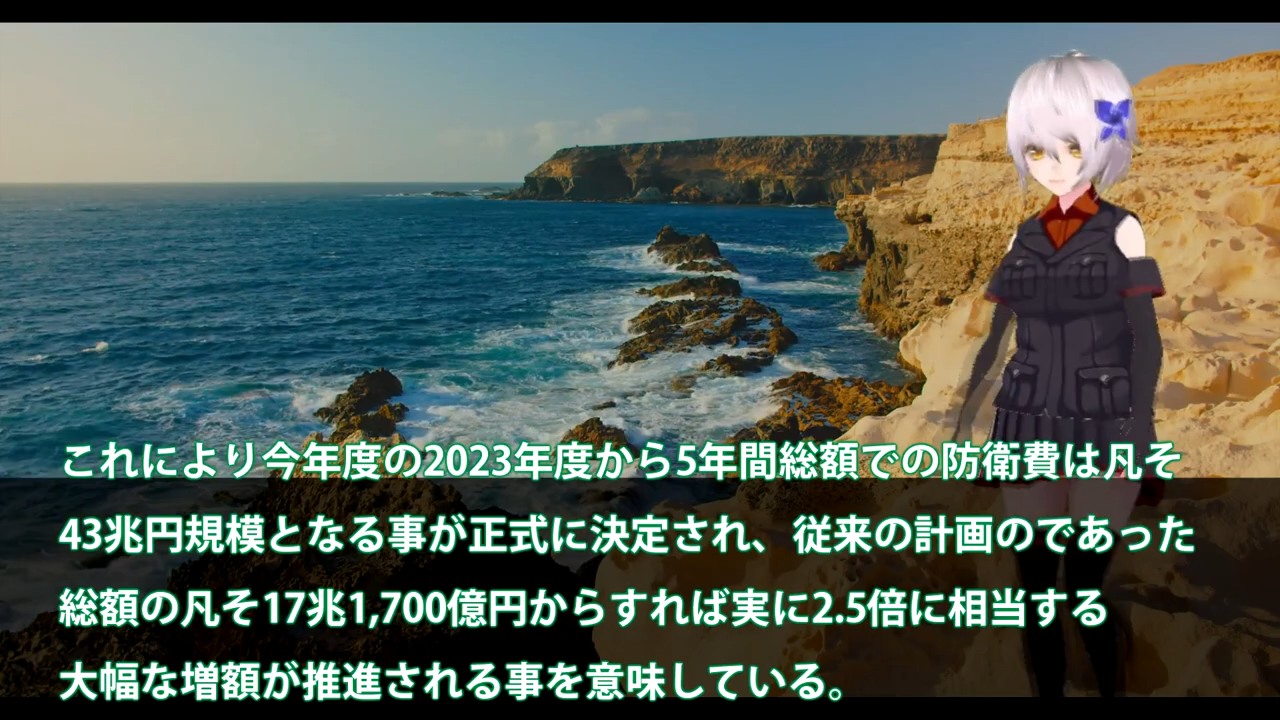 これにより今年度の2023年度から5年間総額での防衛費は凡そ
43兆円規模となる事が正式に決定され、従来の計画のであった
総額の凡そ17兆1,700億円からすれば実に2.5倍に相当する
大幅な増額が推進される事を意味している。